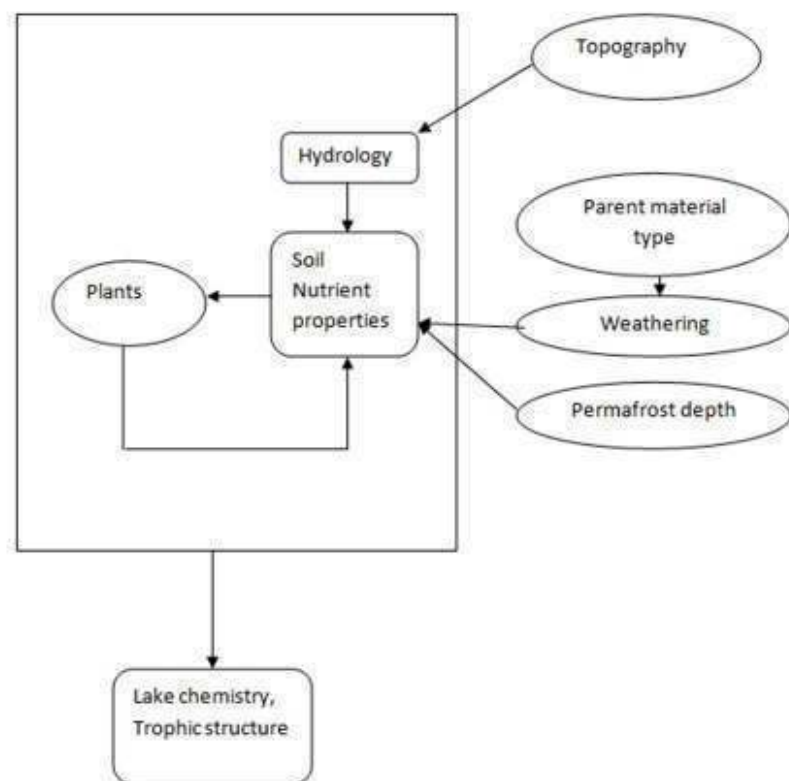 Topography
Hydrology
Parent material
type
Soil
Nutrient
properties
Plants
Weathering
Permafrost depth
Lake chemistry,
Trophic structure